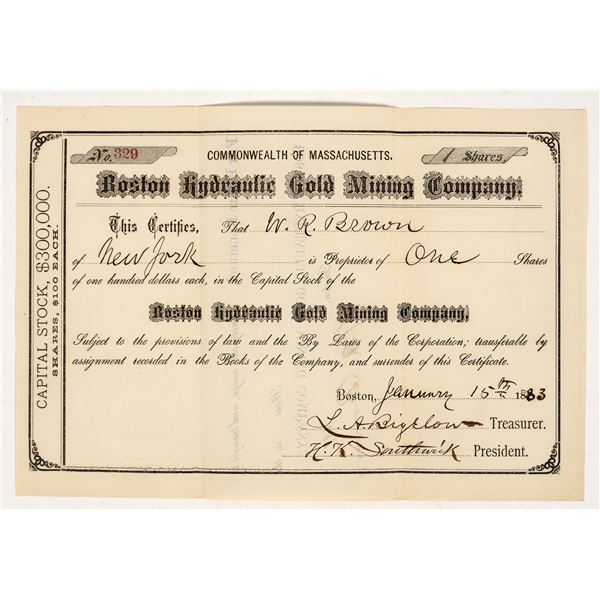 No. 329
COMMONWEALTH OF MASSACHUSETTS.
1 Shares.
Boston Hydraulic Gold Mining Company.
This Certifies, That W. R. Brown
of New York is Proprietor of One Shares
of one hundred dollars each, in the Capital Stock of the
Boston Hydraulic Gold Mining Company,
Subject to the provisions of law and the By Laws of the Corporation; transferable by
assignment recorded in the Books of the Company, and surrender of this Certificate.
Boston, January 15th 1883
L. A. Bigelow Treasurer.
H. K. Southwick President.
CAPITAL STOCK, $300,000.
SHARES, $100 EACH.